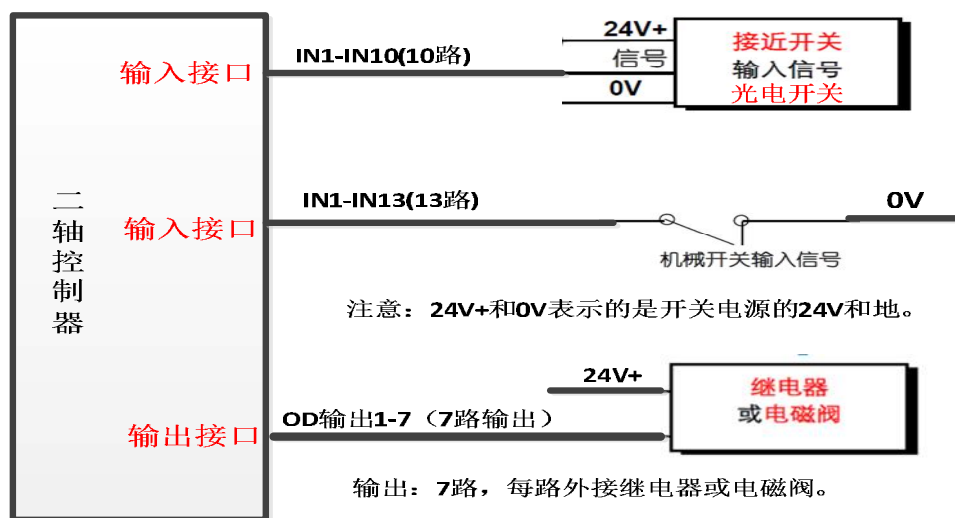 24V+
IN1-IN10(10路)
信号
接近开关
输入接口
输入信号
0V
光电开关
二轴控制器
IN1-IN13(13路)
0V
输入接口
机械开关输入信号
注意：24V+和0V表示的是开关电源的24V和地。
24V+
继电器
或电磁阀
OD输出1-7（7路输出）
输出接口
输出：7路，每路外接继电器或电磁阀。